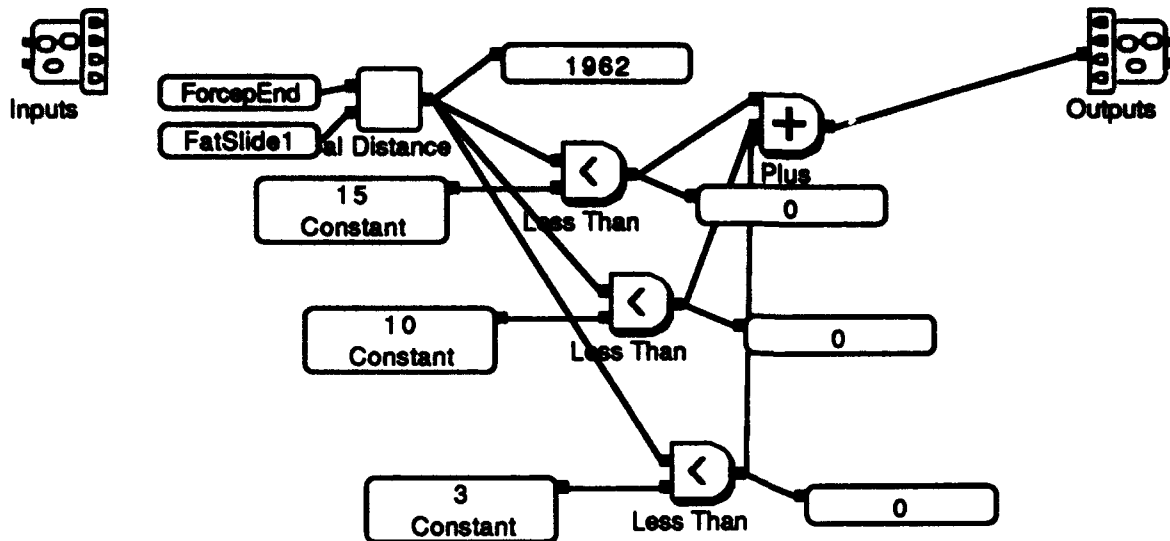 Inputs
ForcepEnd
FatSlide1
al Distance
1962
+
Plus
Outputs
15
Constant
<
Less Than
0
10
Constant
<
Less Than
0
3
Constant
<
Less Than
0